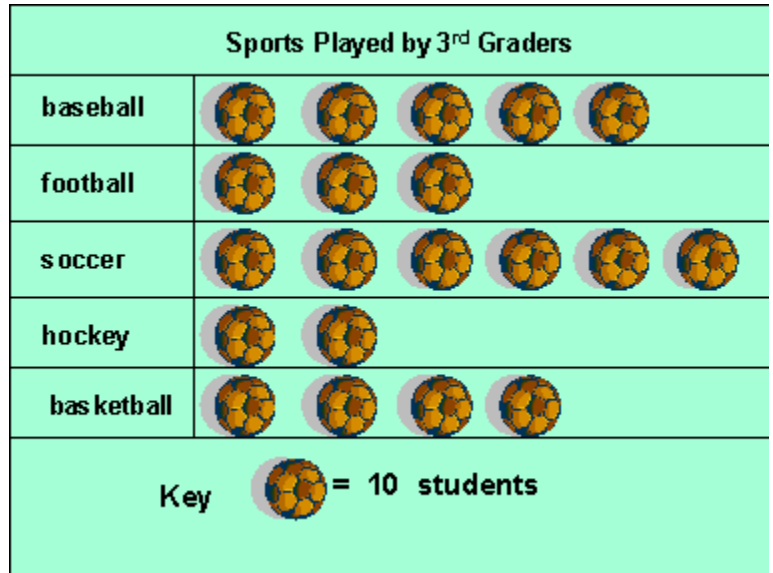 Sports Played by 3rd Graders
baseball
football
soccer
hockey
basketball
Key = 10 students